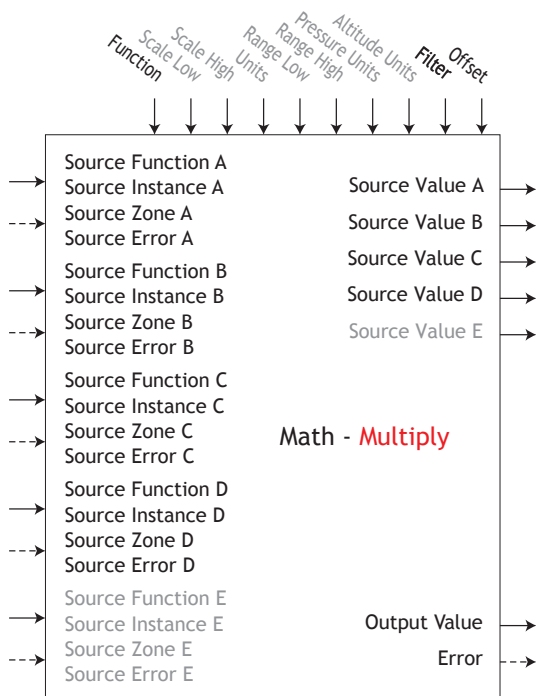 Function
Scale Low
Scale High
Units
Range Low
Range High
Pressure Units
Altitude Units
Filter
Offset
Source Function A
Source Instance A
Source Zone A
Source Error A
Source Function B
Source Instance B
Source Zone B
Source Error B
Source Function C
Source Instance C
Source Zone C
Source Error C
Source Function D
Source Instance D
Source Zone D
Source Error D
Source Function E
Source Instance E
Source Zone E
Source Error E
Source Value A
Source Value B
Source Value C
Source Value D
Source Value E
Math - Multiply
Output Value
Error